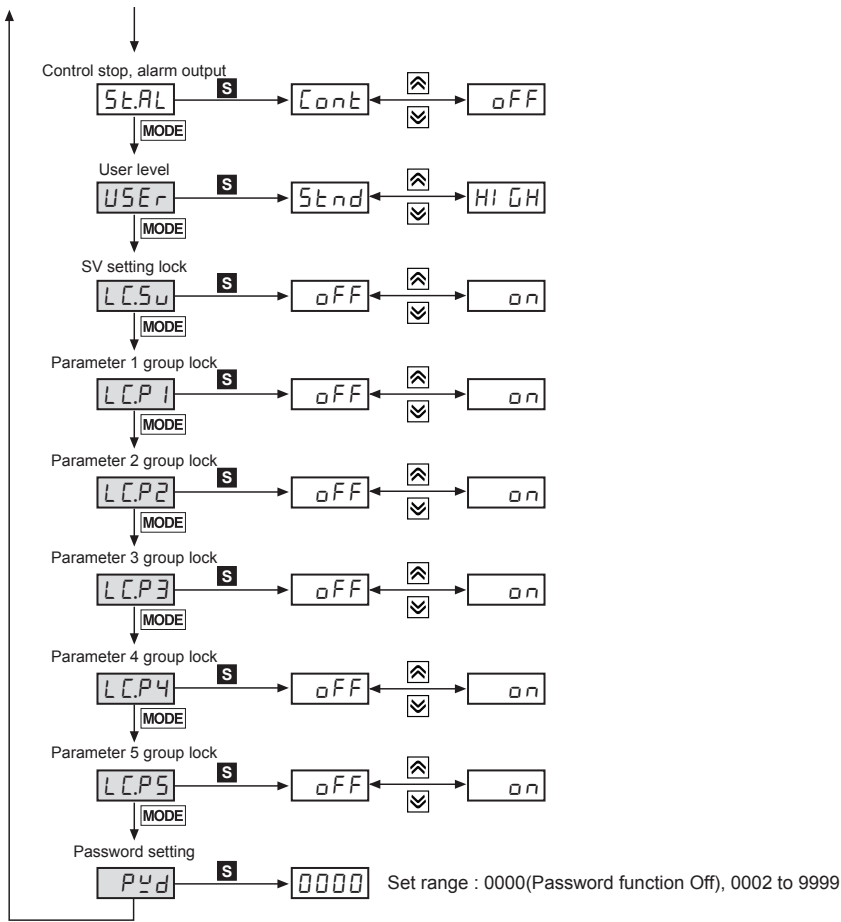 Control stop, alarm output
St.AL S Cont oFF
MODE
User level
USEr S Stnd HIGH
MODE
SV setting lock
LC.Sv S oFF on
MODE
Parameter 1 group lock
LC.P1 S oFF on
MODE
Parameter 2 group lock
LC.P2 S oFF on
MODE
Parameter 3 group lock
LC.P3 S oFF on
MODE
Parameter 4 group lock
LC.P4 S oFF on
MODE
Parameter 5 group lock
LC.P5 S oFF on
MODE
Password setting
PWd S 0000 Set range : 0000(Password function Off), 0002 to 9999